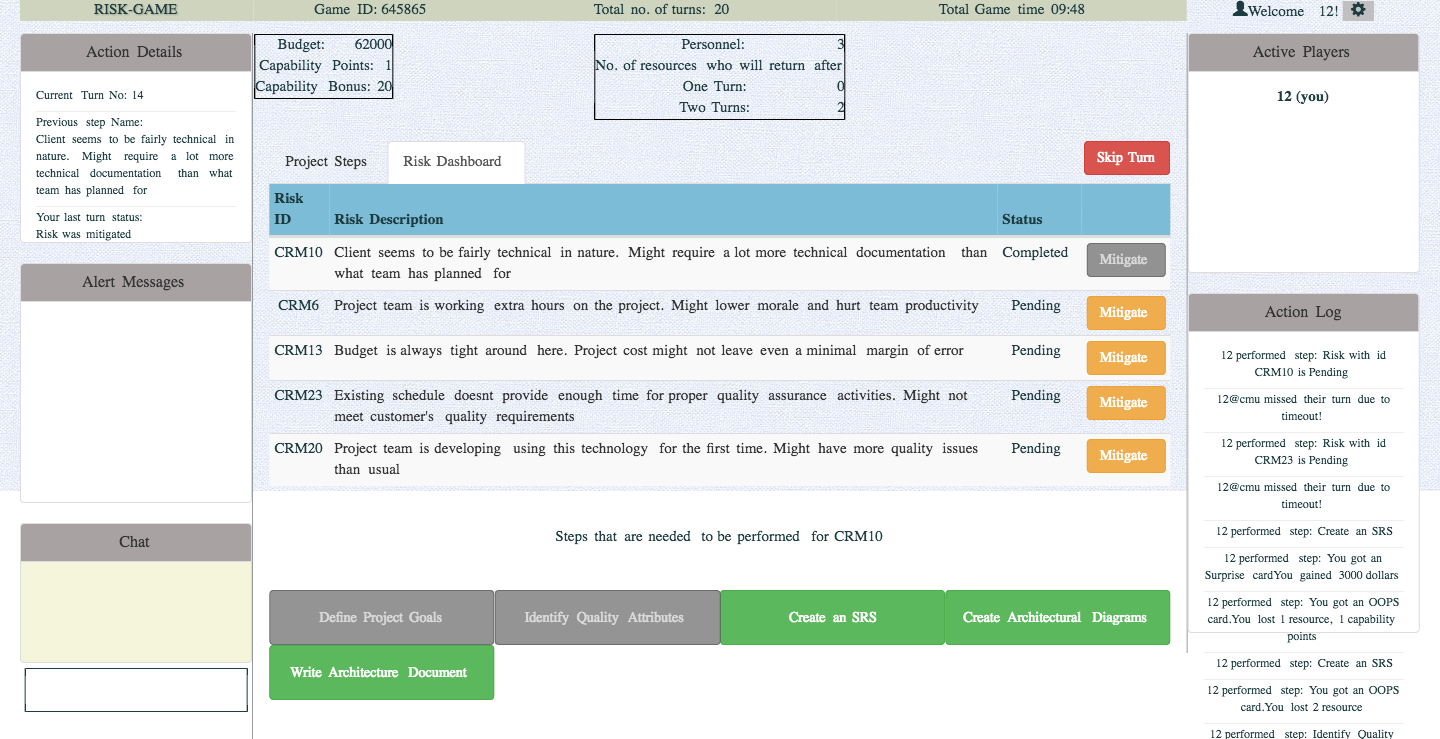 RISK-GAME
Game ID: 645865
Total no. of turns: 20
Total Game time 09:48
Welcome 12!
Action Details
Current Turn No: 14
Previous step Name:
Client seems to be fairly technical in
nature. Might require a lot more
technical documentation than what
team has planned for
Your last turn status:
Risk was mitigated
Alert Messages
Chat
Budget: 62000
Capability Points: 1
Capability Bonus: 20
Personnel: 3
No. of resources who will return after
One Turn: 0
Two Turns: 2
Project Steps
Risk Dashboard
Skip Turn
Risk
ID Risk Description Status
CRM10 Client seems to be fairly technical in nature. Might require a lot more technical documentation than Completed Mitigate
what team has planned for
CRM6 Project team is working extra hours on the project. Might lower morale and hurt team productivity Pending Mitigate
CRM13 Budget is always tight around here. Project cost might not leave even a minimal margin of error Pending Mitigate
CRM23 Existing schedule doesnt provide enough time for proper quality assurance activities. Might not Pending Mitigate
meet customer's quality requirements
CRM20 Project team is developing using this technology for the first time. Might have more quality issues Pending Mitigate
than usual
Steps that are needed to be performed for CRM10
Define Project Goals
Identify Quality Attributes
Create an SRS
Create Architectural Diagrams
Write Architecture Document
Active Players
12 (you)
Action Log
12 performed step: Risk with id
CRM10 is Pending
12@cmu missed their turn due to
timeout!
12 performed step: Risk with id
CRM23 is Pending
12@cmu missed their turn due to
timeout!
12 performed step: Create an SRS
12 performed step: You got an
Surprise cardYou gained 3000 dollars
12 performed step: You got an OOPS
card.You lost 1 resource, 1 capability
points
12 performed step: Create an SRS
12 performed step: You got an OOPS
card.You lost 2 resource
12 performed step: Identify Quality